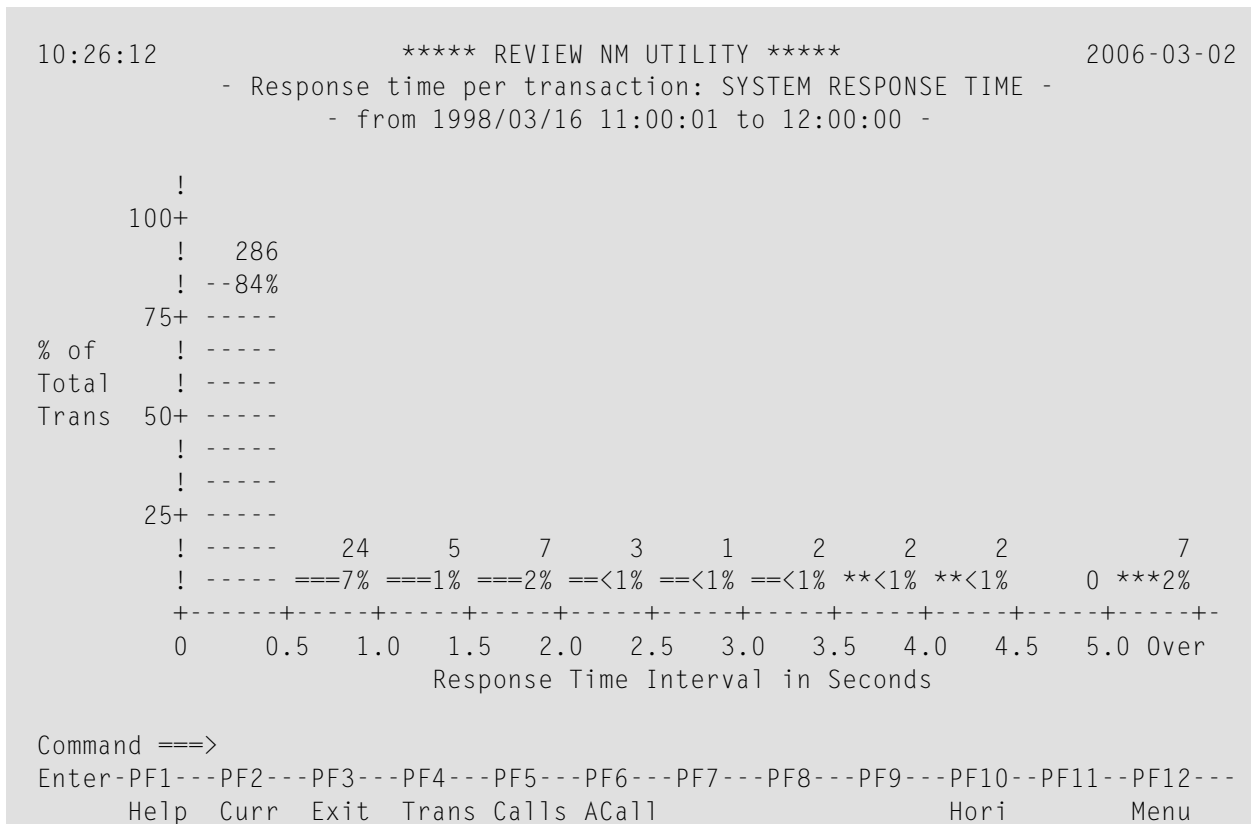 10:26:12                ***** REVIEW NM UTILITY *****                2006-03-02
            - Response time per transaction: SYSTEM RESPONSE TIME -
                   - from 1998/03/16 11:00:01 to 12:00:00 -
         !
      100+
         !   286
         ! --84%
       75+ -----
% of     ! -----
Total    ! -----
Trans  50+ -----
         ! -----
         ! -----
       25+ -----
         ! -----    24     5     7     3     1     2     2     2           7
         ! ----- ===7% ===1% ===2% ==<1% ==<1% ==<1% **<1% **<1%     0 ***2%
         +------+-----+-----+-----+-----+-----+-----+-----+-----+-----+-----+-
         0     0.5   1.0   1.5   2.0   2.5   3.0   3.5   4.0   4.5   5.0 Over
                          Response Time Interval in Seconds
Command ===>
Enter-PF1---PF2---PF3---PF4---PF5---PF6---PF7---PF8---PF9---PF10--PF11--PF12---
      Help  Curr  Exit  Trans Calls ACall                   Hori        Menu